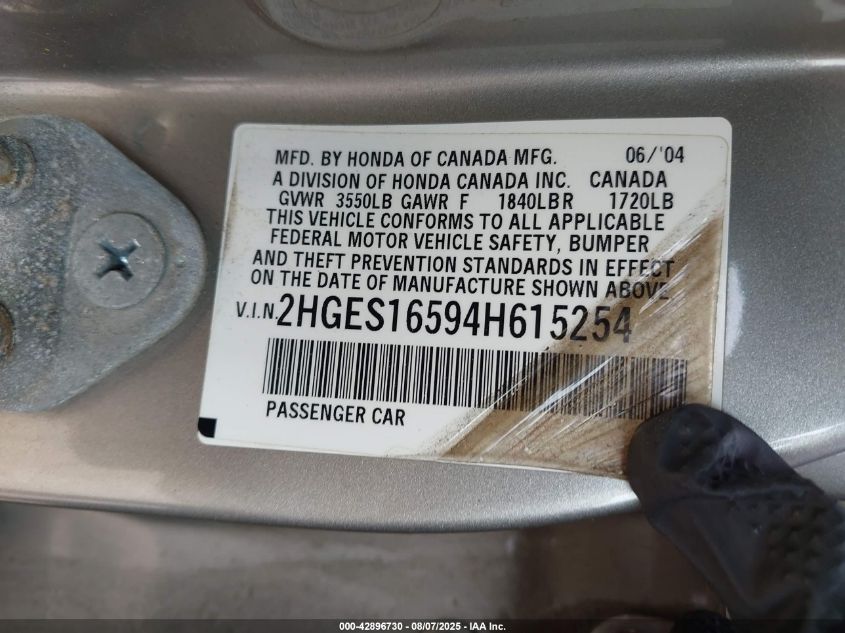 MFD. BY HONDA OF CANADA MFG. 06/'04
A DIVISION OF HONDA CANADA INC. CANADA
GVWR 3550LB GAWR F 1840LB R 1720LB
THIS VEHICLE CONFORMS TO ALL APPLICABLE
FEDERAL MOTOR VEHICLE SAFETY, BUMPER
AND THEFT PREVENTION STANDARDS IN EFFECT
ON THE DATE OF MANUFACTURE SHOWN ABOVE
V.I.N. 2HGES16594H615254
PASSENGER CAR
000-42896730 - 08/07/2025 - IAA Inc.